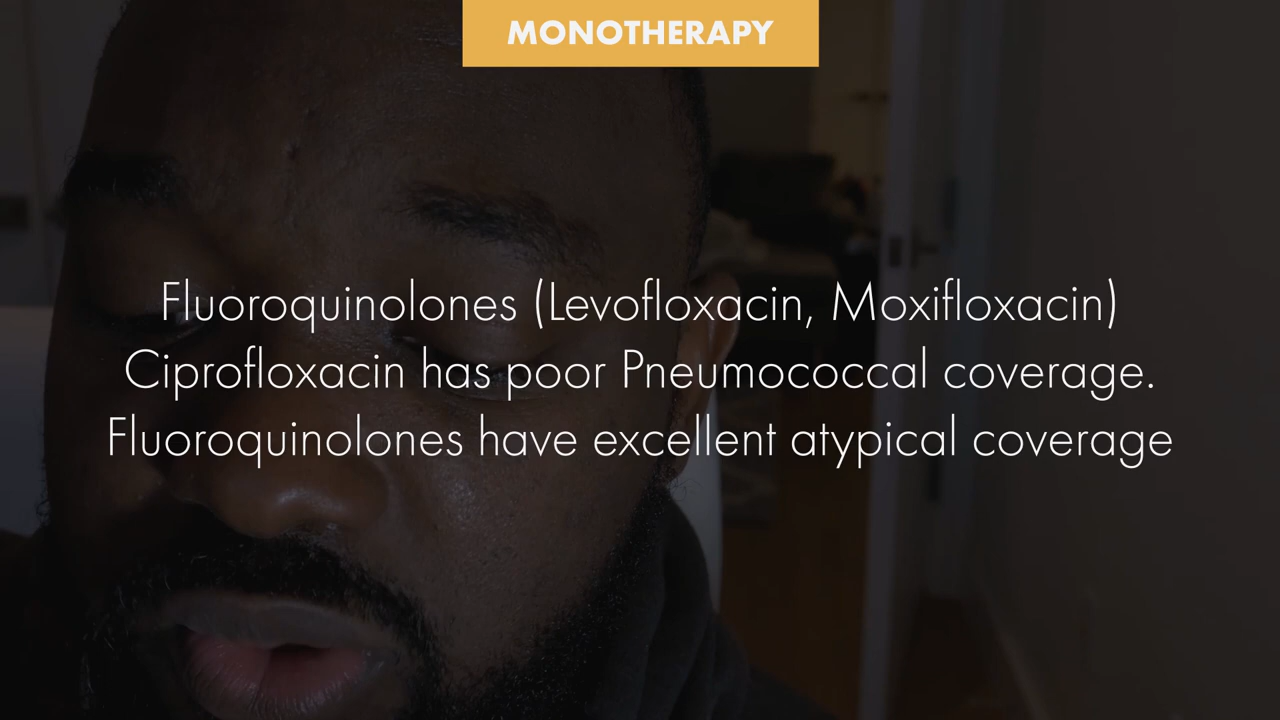 MONOTHERAPY
Fluoroquinolones (Levofloxacin, Moxifloxacin)
Ciprofloxacin has poor Pneumococcal coverage.
Fluoroquinolones have excellent atypical coverage